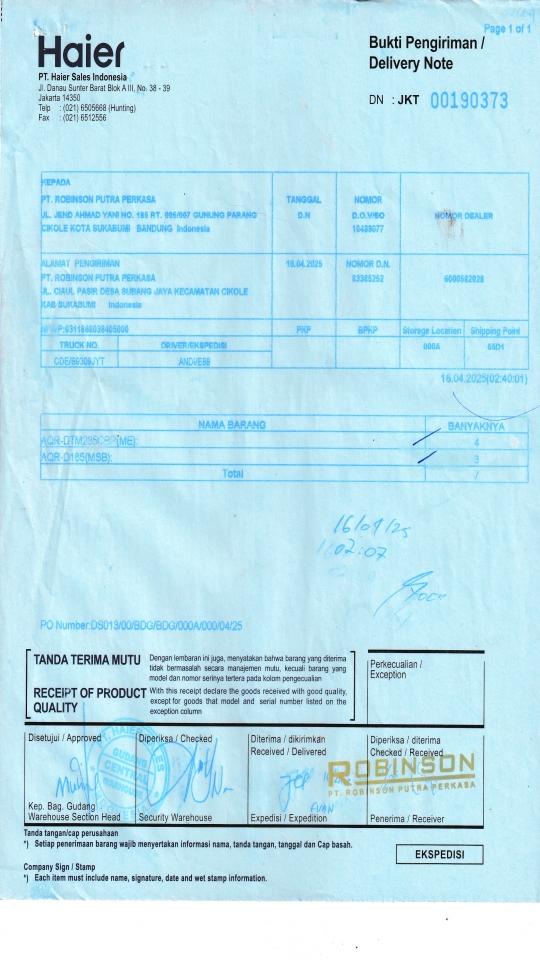 Page 1 of 1
Haier
Bukti Pengiriman /
Delivery Note
PT. Haier Sales Indonesia
Jl. Danau Sunter Barat Blok A III, No. 38 - 39
Jakarta 14350
Telp : (021) 6505668 (Hunting)
Fax : (021) 6512556
DN : JKT 00190373
KEPADA
PT. ROBINSON PUTRA PERKASA
JL. JEND AHMAD YANI NO. 185 RT. 005/007 GUNUNG PARANG
CIKOLE KOTA SUKABUMI BANDUNG Indonesia
TANGGAL
D.N
NOMOR
D.O./SO
NOMOR DEALER
ALAMAT PENGIRIMAN
PT. ROBINSON PUTRA PERKASA
JL. CIAUL PASIR DESA SUBANG JAYA KECAMATAN CIKOLE
KAB SUKABUMI Indonesia
16.04.2025
NOMOR D.N.
83385252
6000582028
PKP
BPKP
Storage Location
Shipping Point
TRUCK NO.
DRIVER/EKSPEDISI
000A
16.04.2025(02:40:01)
NAMA BARANG
BANYAKNYA
AQR-D185(MSB):
4
3
Total
7
16/04/25
02:07
PO Number:DS013/00/BDG/BDG/000A/000/04/25
TANDA TERIMA MUTU
Dengan lembaran ini juga, menyatakan bahwa barang yang diterima
tidak bermasalah secara manajemen mutu, kecuali barang yang
model dan nomor serinya tertera pada kolom pengecualian
RECEIPT OF PRODUCT
QUALITY
With this receipt declare the goods received with good quality,
except for goods that model and serial number listed on the
exception column
Perkecualian /
Exception
Disetujui / Approved
Diperiksa / Checked
Diterima / dikirimkan
Received / Delivered
Diperiksa / diterima
Checked / Received
GUDANG
CENTRAL
ROBINSON
PT. ROBINSON PUTRA PERKASA
Kep. Bag. Gudang
Warehouse Section Head
Security Warehouse
Expedisi / Expedition
Penerima / Receiver
Tanda tangan/cap perusahaan
*) Setiap penerimaan barang wajib menyertakan informasi nama, tanda tangan, tanggal dan Cap basah.
EKSPEDISI
Company Sign / Stamp
*) Each item must include name, signature, date and wet stamp information.